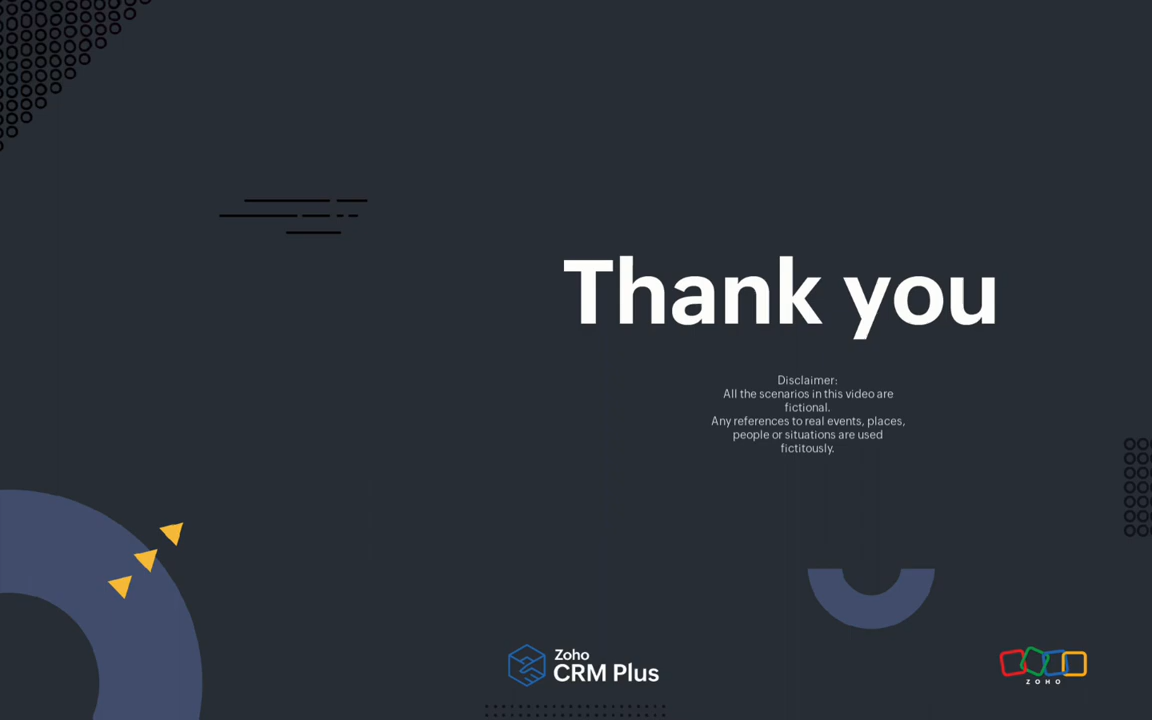 Thank you
Disclaimer:
All the scenarios in this video are
fictional.
Any references to real events, places,
people or situations are used
fictitously.
Zoho
CRM Plus
ZOHO